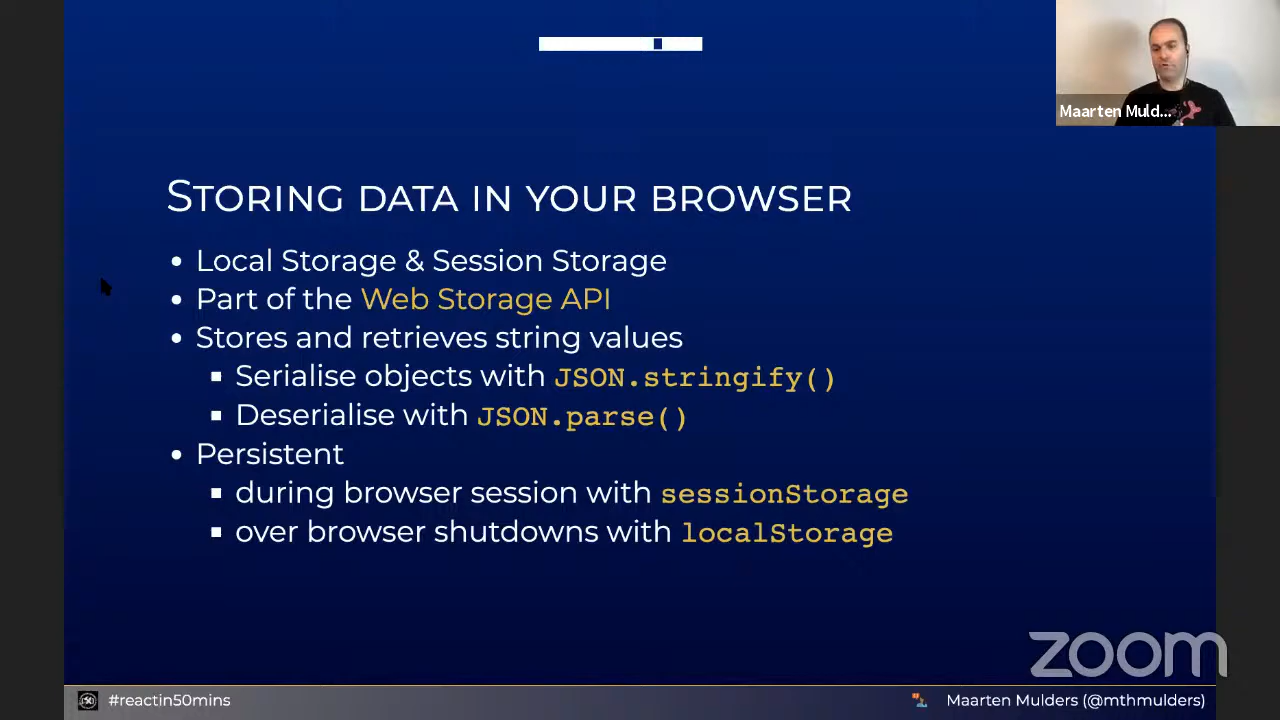 Maarten Muld...
STORING DATA IN YOUR BROWSER
• Local Storage & Session Storage
• Part of the Web Storage API
• Stores and retrieves string values
▪ Serialise objects with JSON.stringify()
▪ Deserialise with JSON.parse()
• Persistent
▪ during browser session with sessionStorage
▪ over browser shutdowns with localStorage
zoom
#reactin50mins
Maarten Mulders (@mthmulders)